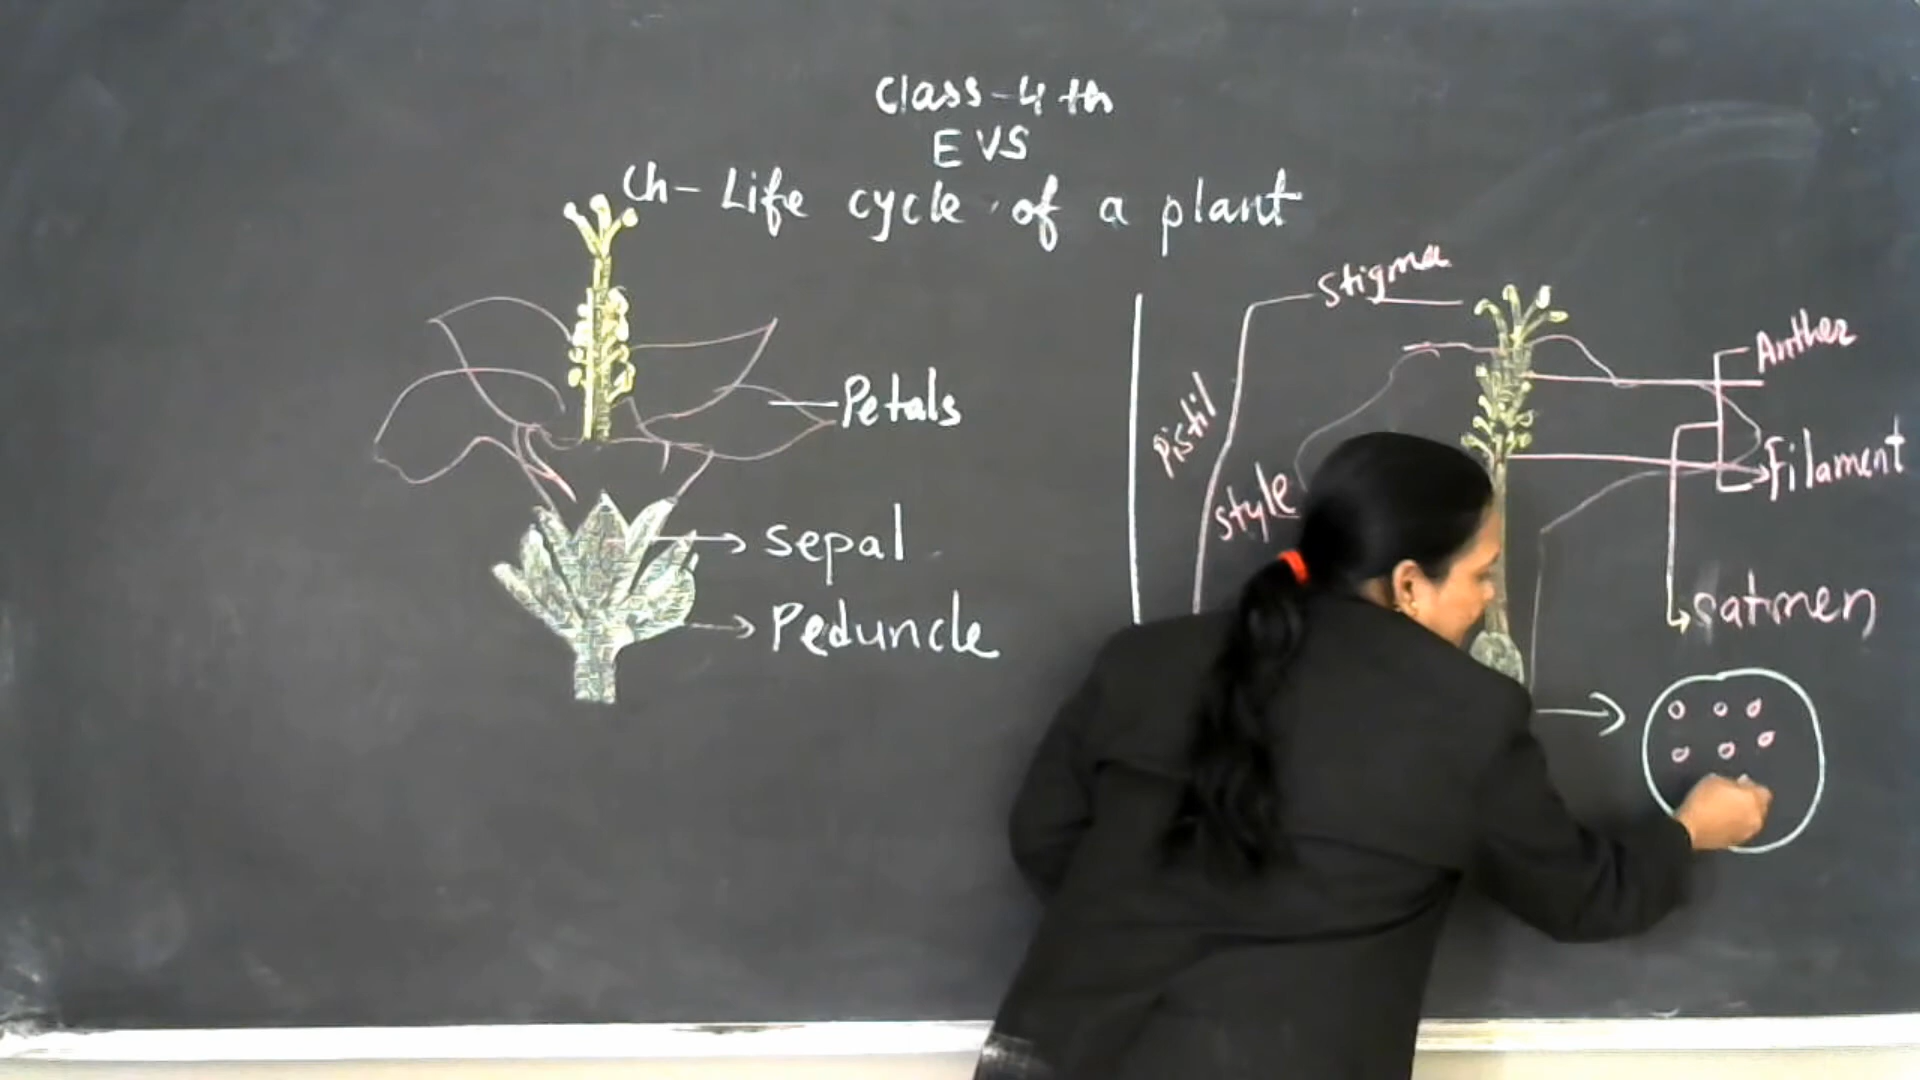 Class-4th
EVS
Ch- Life cycle of a plant
Petals
sepal
Peduncle
Stigma
Pistil
style
Anther
Filament
satmen